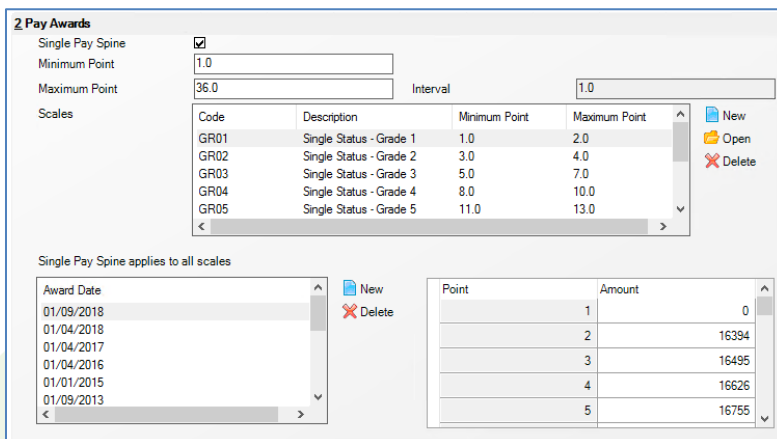 2 Pay Awards
Single Pay Spine
Minimum Point 1.0
Maximum Point 36.0 Interval 1.0
Scales
Code Description Minimum Point Maximum Point
GR01 Single Status - Grade 1 1.0 2.0
GR02 Single Status - Grade 2 3.0 4.0
GR03 Single Status - Grade 3 5.0 7.0
GR04 Single Status - Grade 4 8.0 10.0
GR05 Single Status - Grade 5 11.0 13.0
New
Open
Delete
Single Pay Spine applies to all scales
Award Date
01/09/2018
01/04/2018
01/04/2017
01/04/2016
01/01/2015
01/09/2013
New
Delete
Point Amount
1 0
2 16394
3 16495
4 16626
5 16755